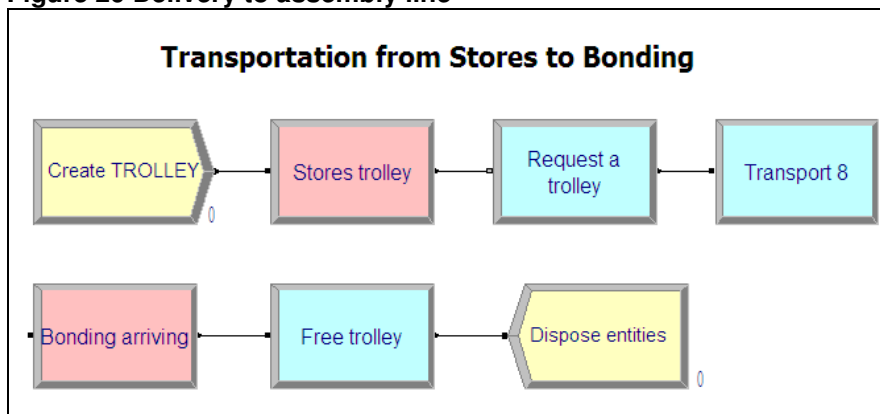 Figure 20 Delivery to assembly line
Transportation from Stores to Bonding
Create TROLLEY
0
Stores trolley
Request a
trolley
Transport 8
Bonding arriving
Free trolley
Dispose entities
0